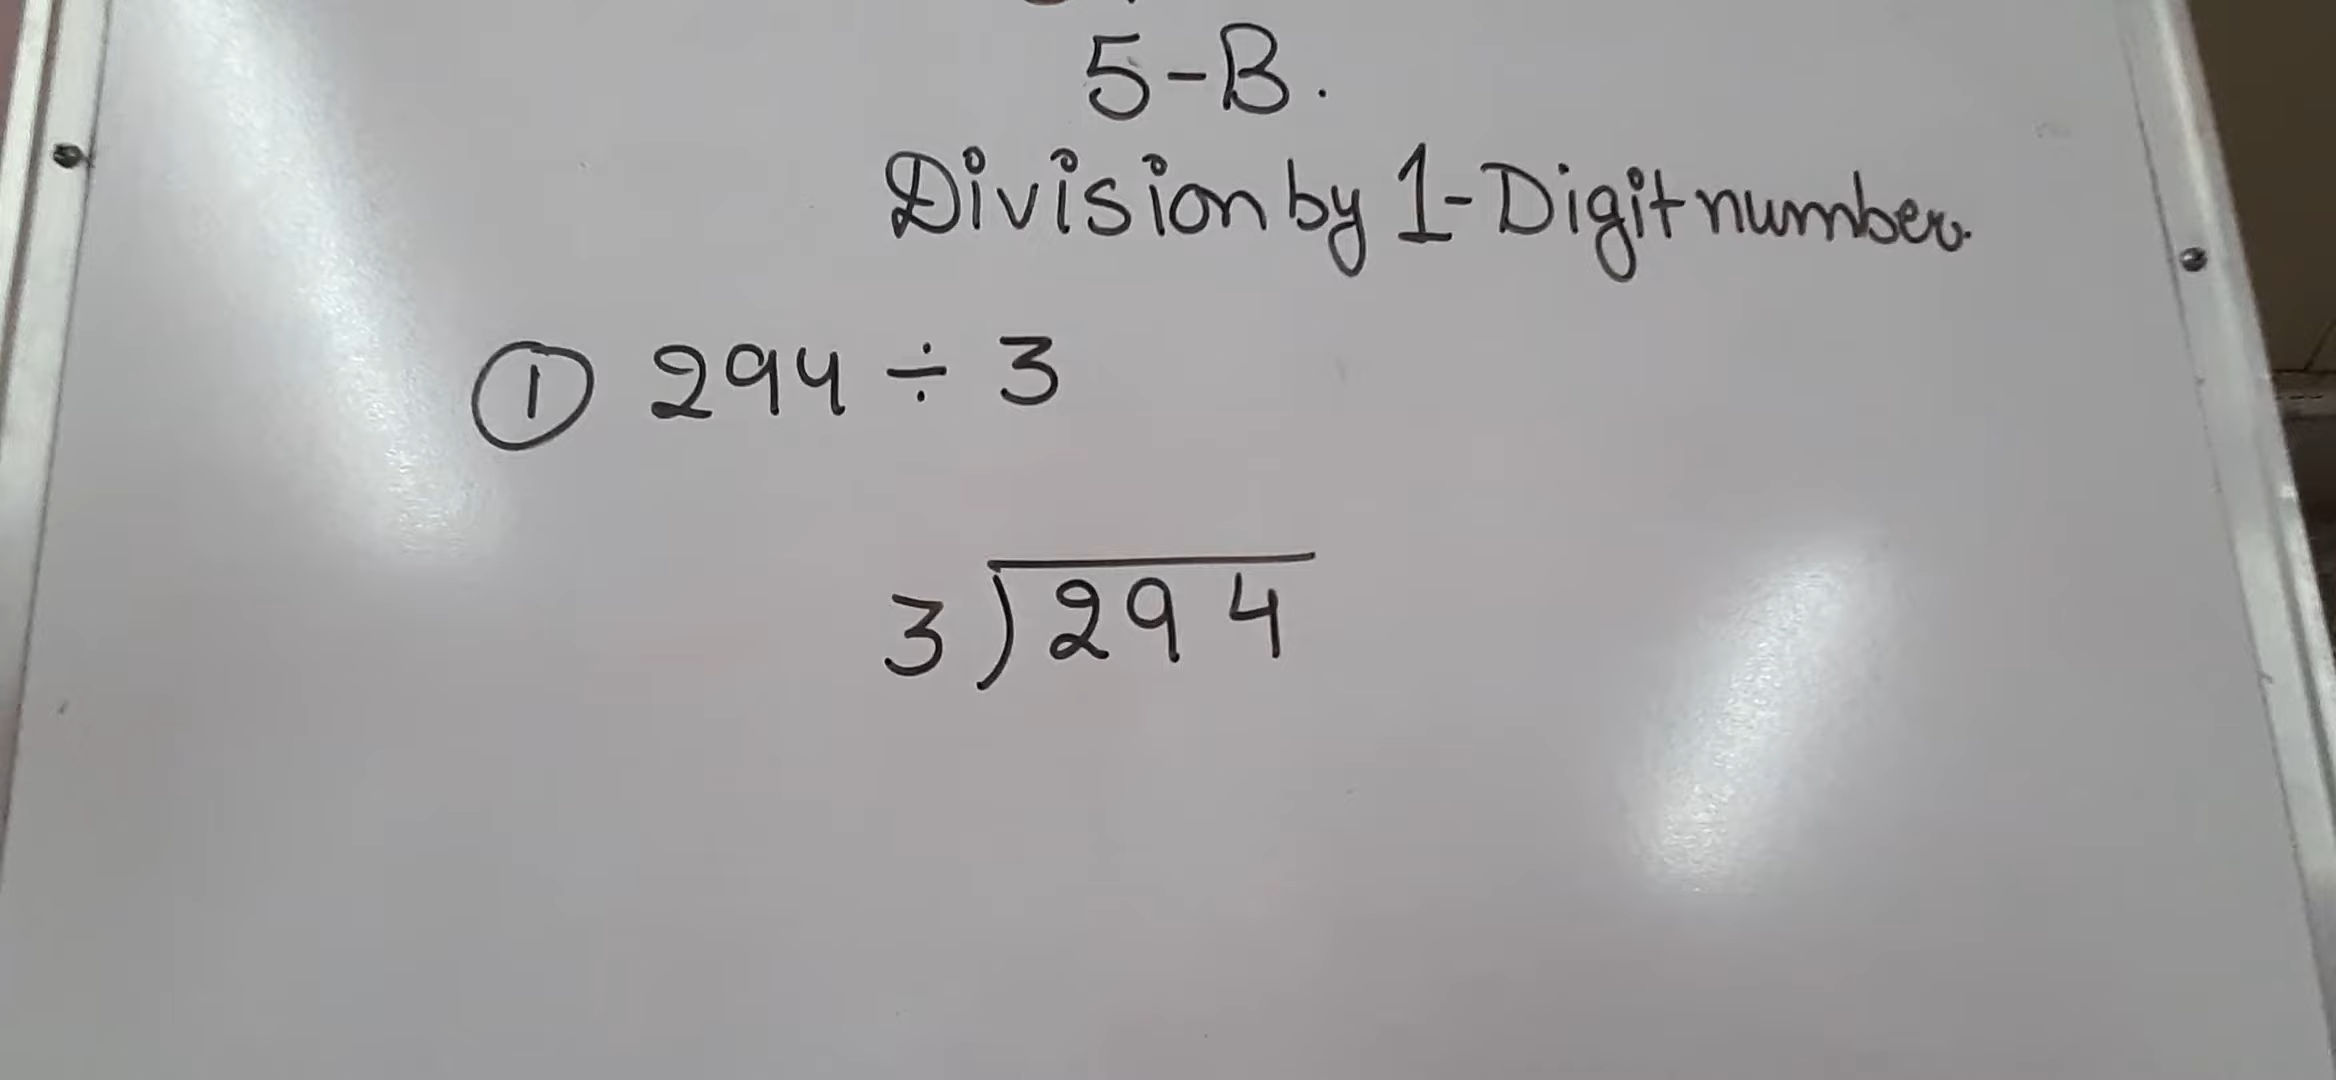 5-B.
Division by 1-Digit number.
① 294 ÷ 3
3)294